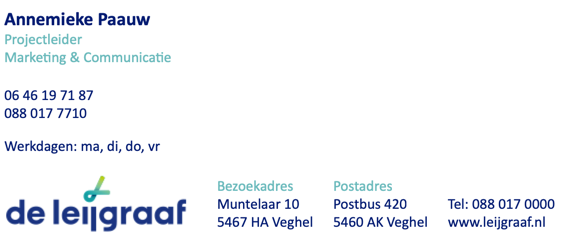 Annemieke Paauw
Projectleider
Marketing & Communicatie
06 46 19 71 87
088 017 7710
Werkdagen: ma, di, do, vr
de leijgraaf
Bezoekadres
Muntelaar 10
5467 HA Veghel
Postadres
Postbus 420
5460 AK Veghel
Tel: 088 017 0000
www.leijgraaf.nl